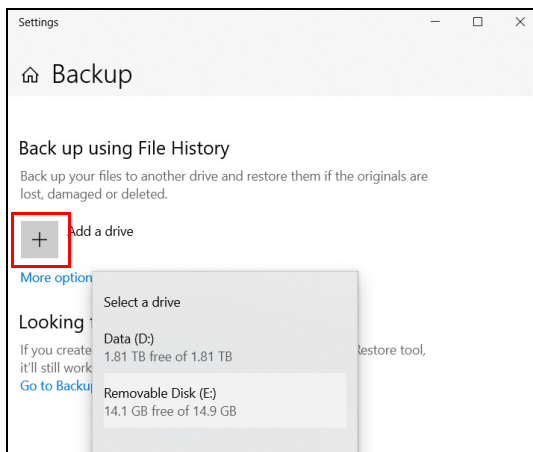 Settings
Backup
Back up using File History
Back up your files to another drive and restore them if the originals are
lost, damaged or deleted.
Add a drive
More option
Select a drive
Looking
Data (D:)
If you create
1.81 TB free of 1.81 TB
Restore tool,
it'll still work
Go to Backu
Removable Disk (E:)
14.1 GB free of 14.9 GB